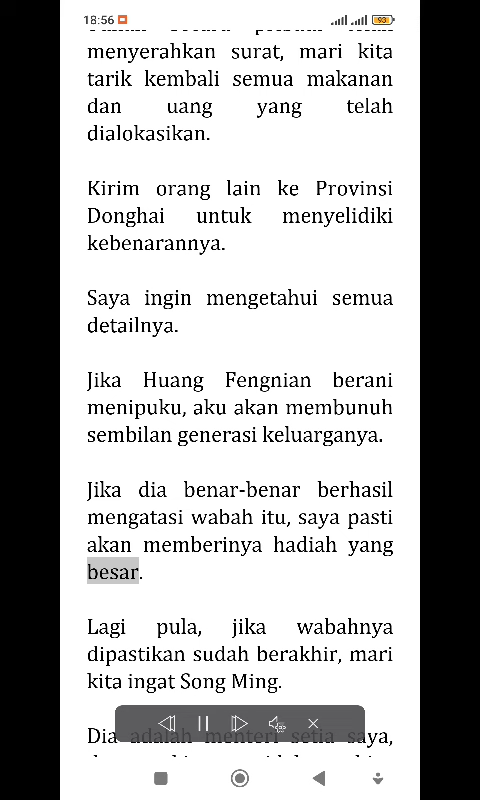 18:56
93
menyerahkan surat, mari kita
tarik kembali semua makanan
dan uang yang telah
dialokasikan.
Kirim orang lain ke Provinsi
Donghai untuk menyelidiki
kebenarannya.
Saya ingin mengetahui semua
detailnya.
Jika Huang Fengnian berani
menipuku, aku akan membunuh
sembilan generasi keluarganya.
Jika dia benar-benar berhasil
mengatasi wabah itu, saya pasti
akan memberinya hadiah yang
besar.
Lagi pula, jika wabahnya
dipastikan sudah berakhir, mari
kita ingat Song Ming.
Dia adalah menteri setia saya,